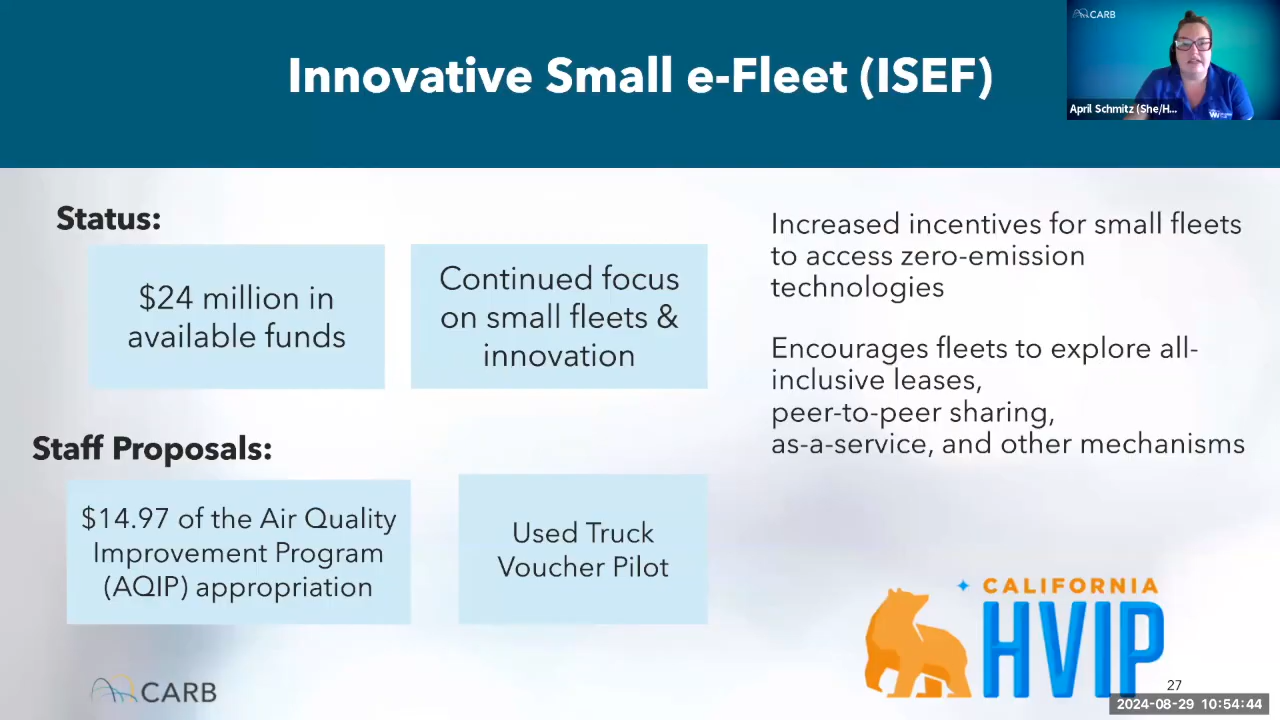 Innovative Small e-Fleet (ISEF)
CARB
April Schmitz (She/H...
Status:
$24 million in
available funds
Continued focus
on small fleets &
innovation
Staff Proposals:
$14.97 of the Air Quality
Improvement Program
(AQIP) appropriation
Used Truck
Voucher Pilot
Increased incentives for small fleets
to access zero-emission
technologies
Encourages fleets to explore all-
inclusive leases,
peer-to-peer sharing,
as-a-service, and other mechanisms
CALIFORNIA
HVIP
CARB
27
2024-08-29 10:54:44